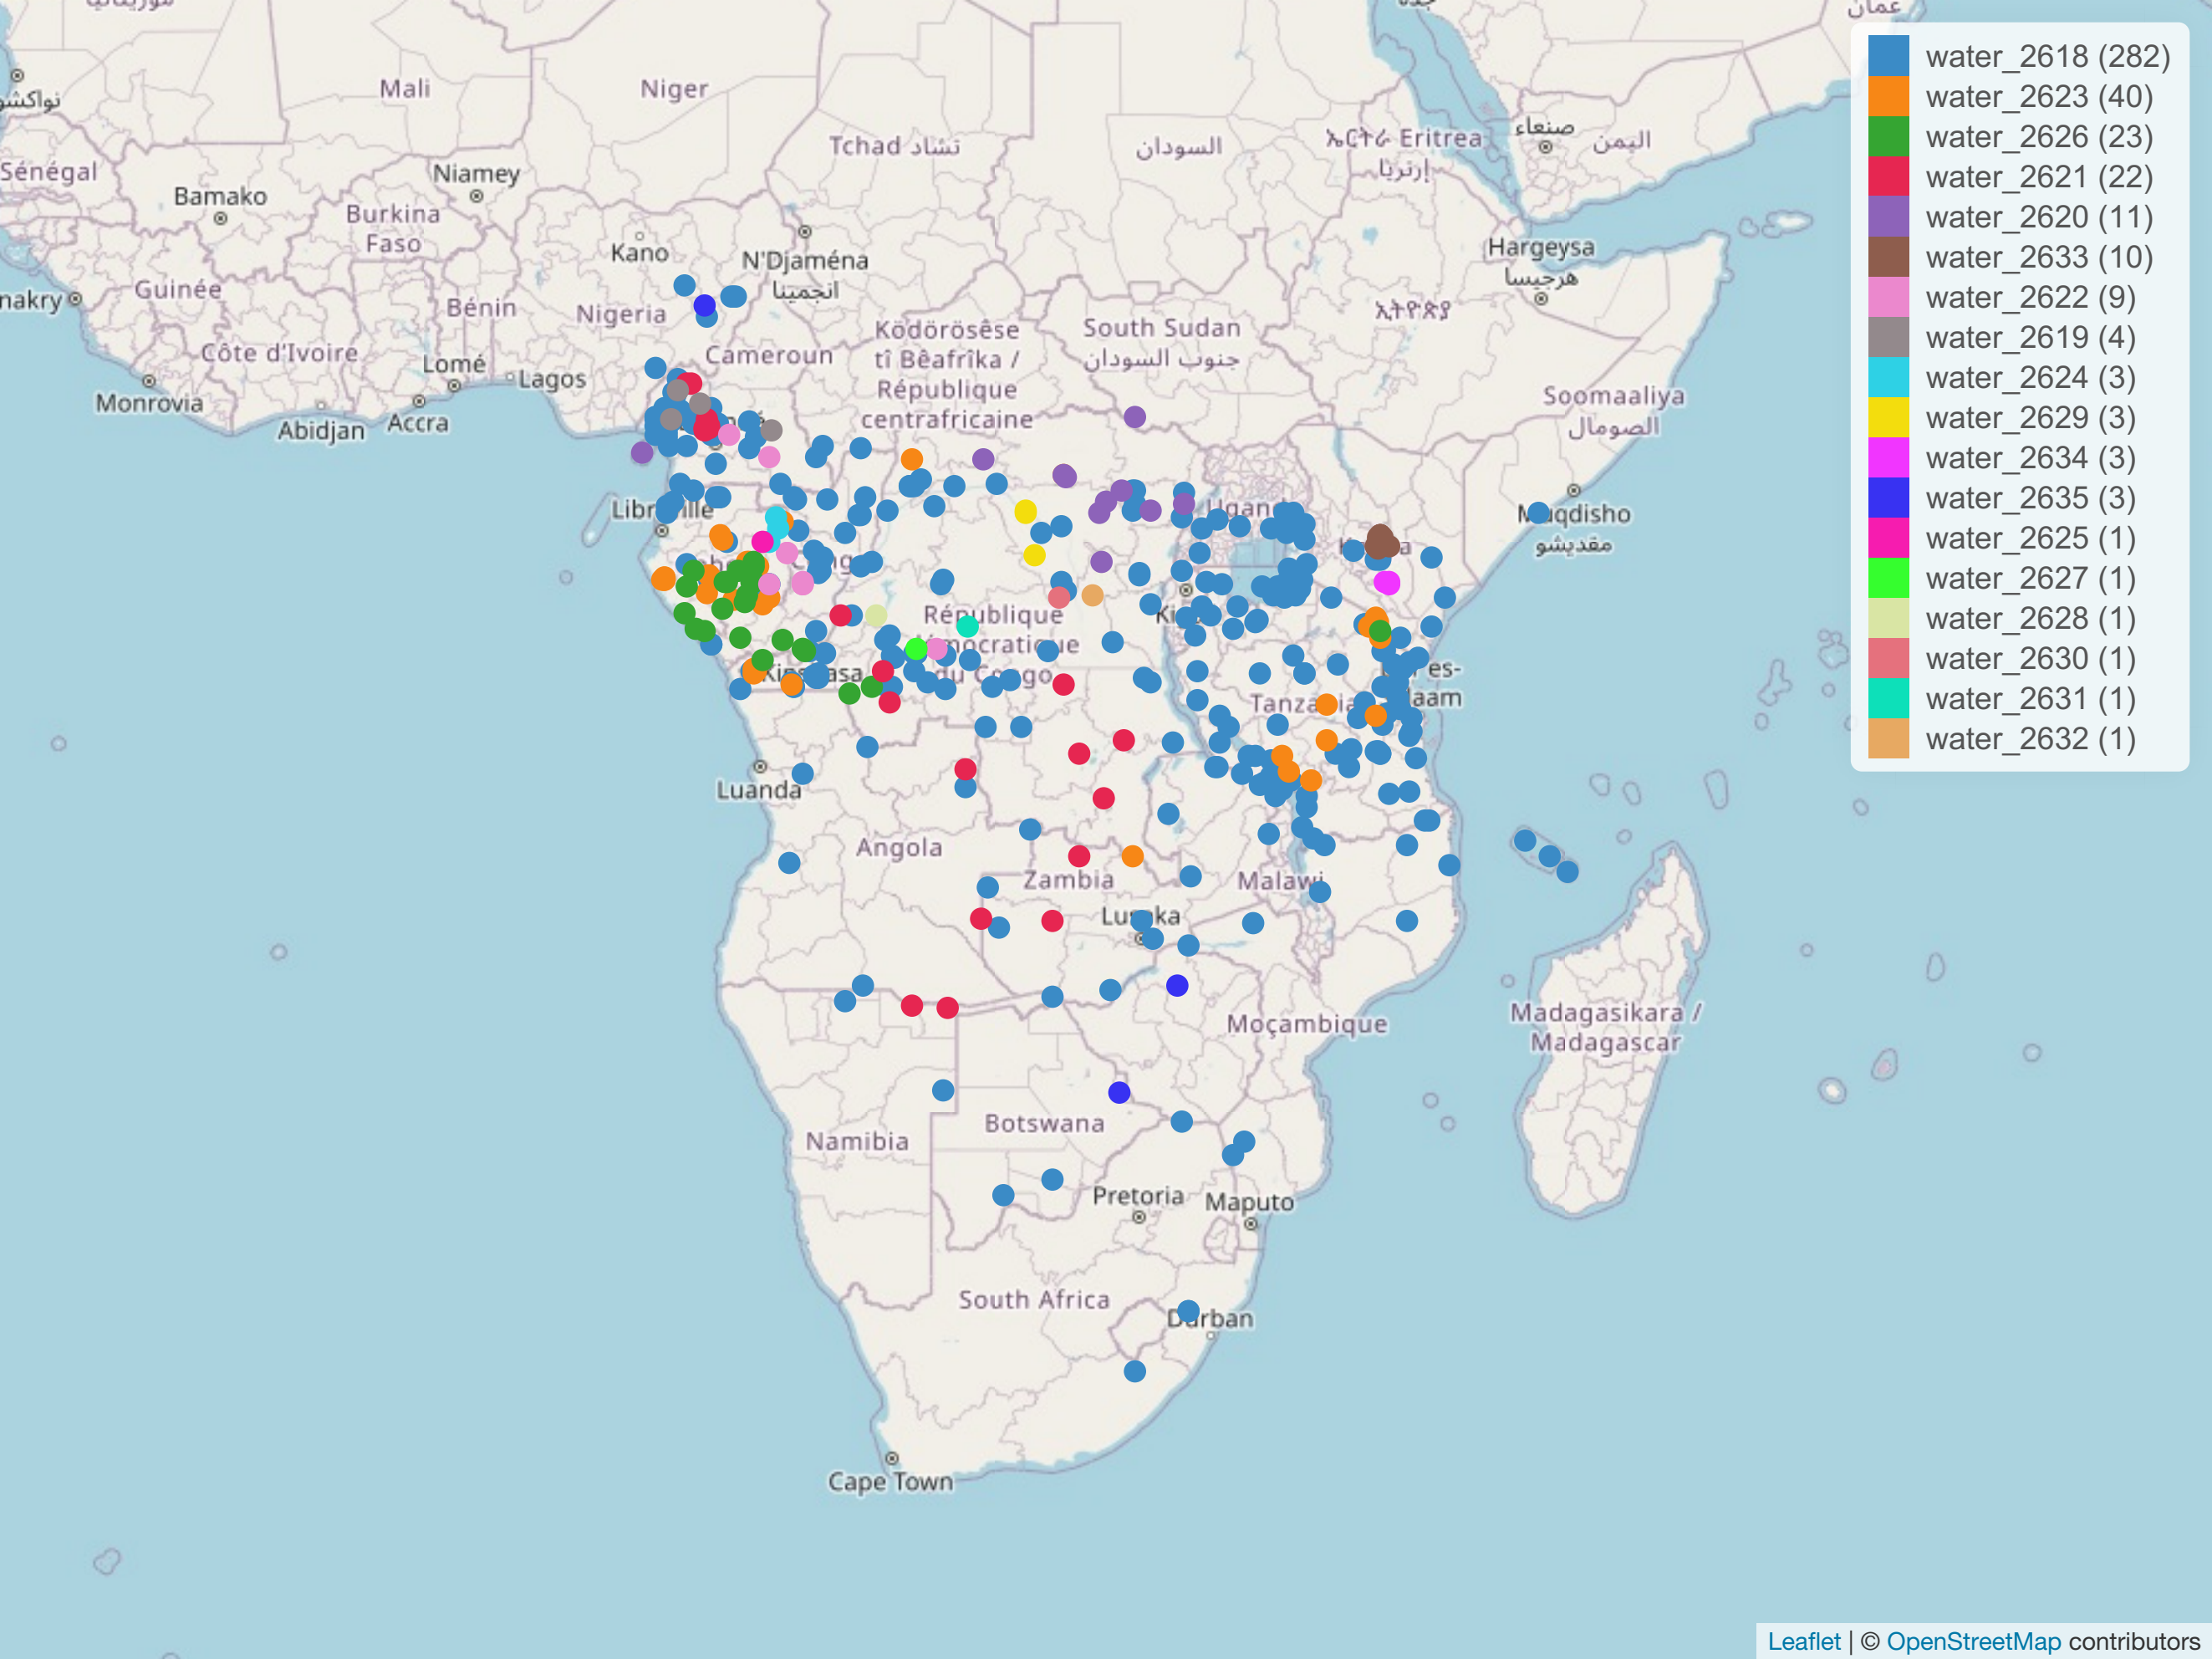 عمان
Mali
Niger
نواكشو
Tchad تشاد
السودان
ኤርትራ Eritrea
إرتريا
صنعاء
اليمن
Sénégal
Bamako
Niamey
Burkina
Faso
Kano
N'Djaména
انجمينا
Hargeysa
هرجيسا
nakry
Guinée
Bénin
Nigeria
ኢትዮጵያ
Côte d'Ivoire
Lomé
Lagos
Cameroun
Ködörösêse
tî Bêafrîka /
République
centrafricaine
South Sudan
جنوب السودان
Monrovia
Abidjan
Accra
Soomaaliya
الصومال
Muqdisho
مقديشو
République
Tanzania
Luanda
Angola
Zambia
Malawi
Lusaka
Moçambique
Madagasikara /
Madagascar
Namibia
Botswana
Pretoria
Maputo
South Africa
Durban
Cape Town
water_2618 (282)
water_2623 (40)
water_2626 (23)
water_2621 (22)
water_2620 (11)
water_2633 (10)
water_2622 (9)
water_2619 (4)
water_2624 (3)
water_2629 (3)
water_2634 (3)
water_2635 (3)
water_2625 (1)
water_2627 (1)
water_2628 (1)
water_2630 (1)
water_2631 (1)
water_2632 (1)
Leaflet | © OpenStreetMap contributors